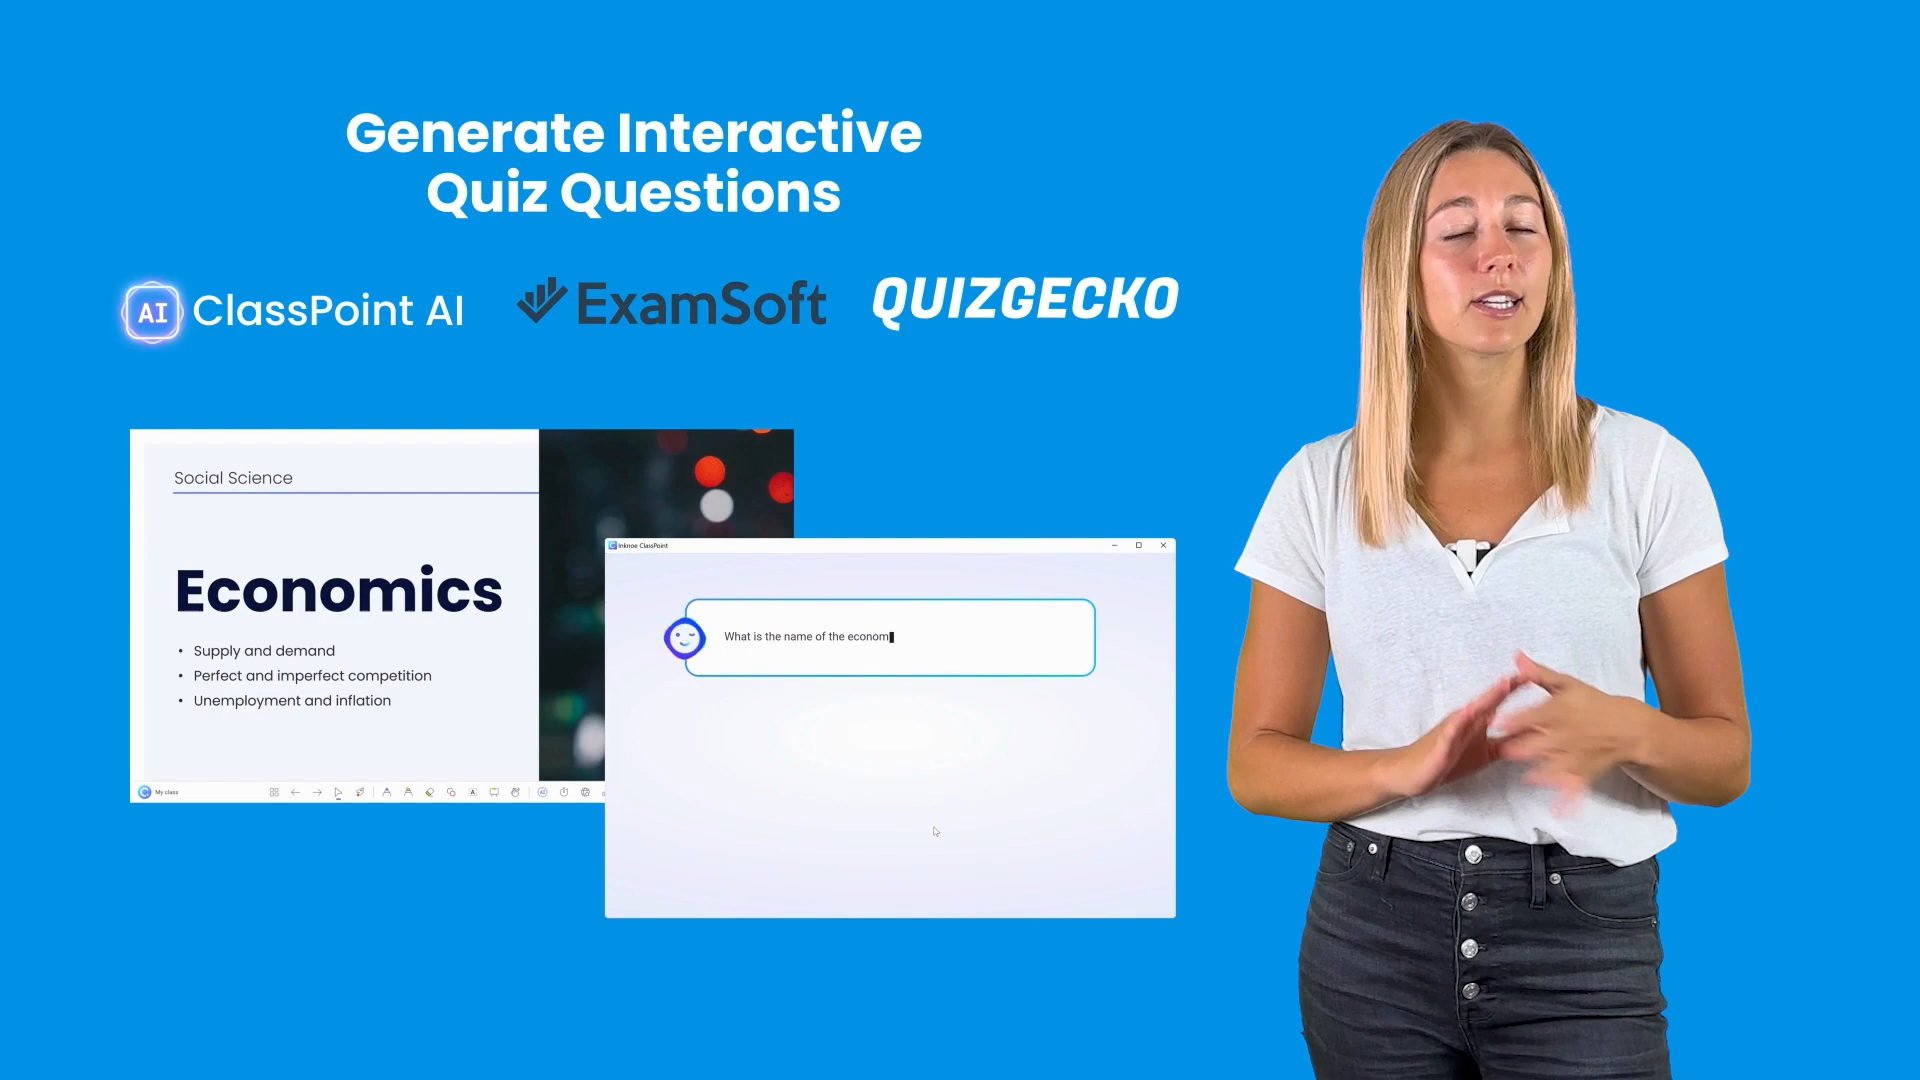 Generate Interactive
Quiz Questions
AI ClassPoint AI
ExamSoft
QUIZGECKO
Social Science
Economics
• Supply and demand
• Perfect and imperfect competition
• Unemployment and inflation
My class
A
AI
Inknoe ClassPoint
What is the name of the econom